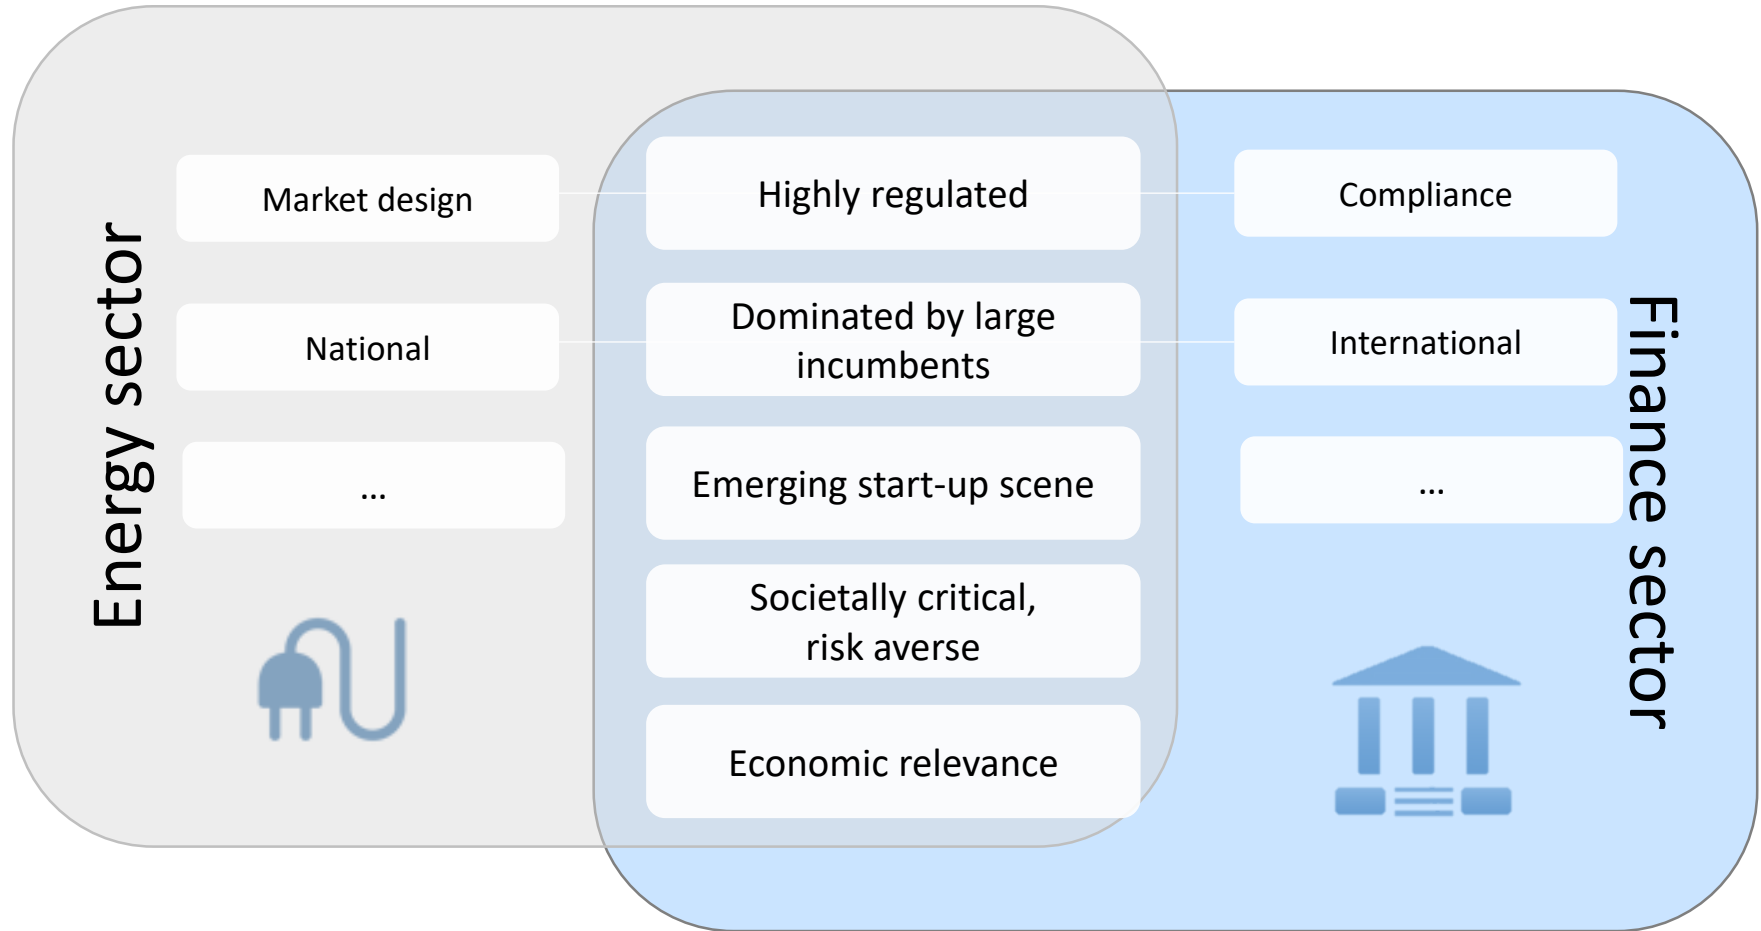 Energy sector
Market design
National
...
Highly regulated
Dominated by large
incumbents
Emerging start-up scene
Societally critical,
risk averse
Economic relevance
Compliance
International
...
Finance sector